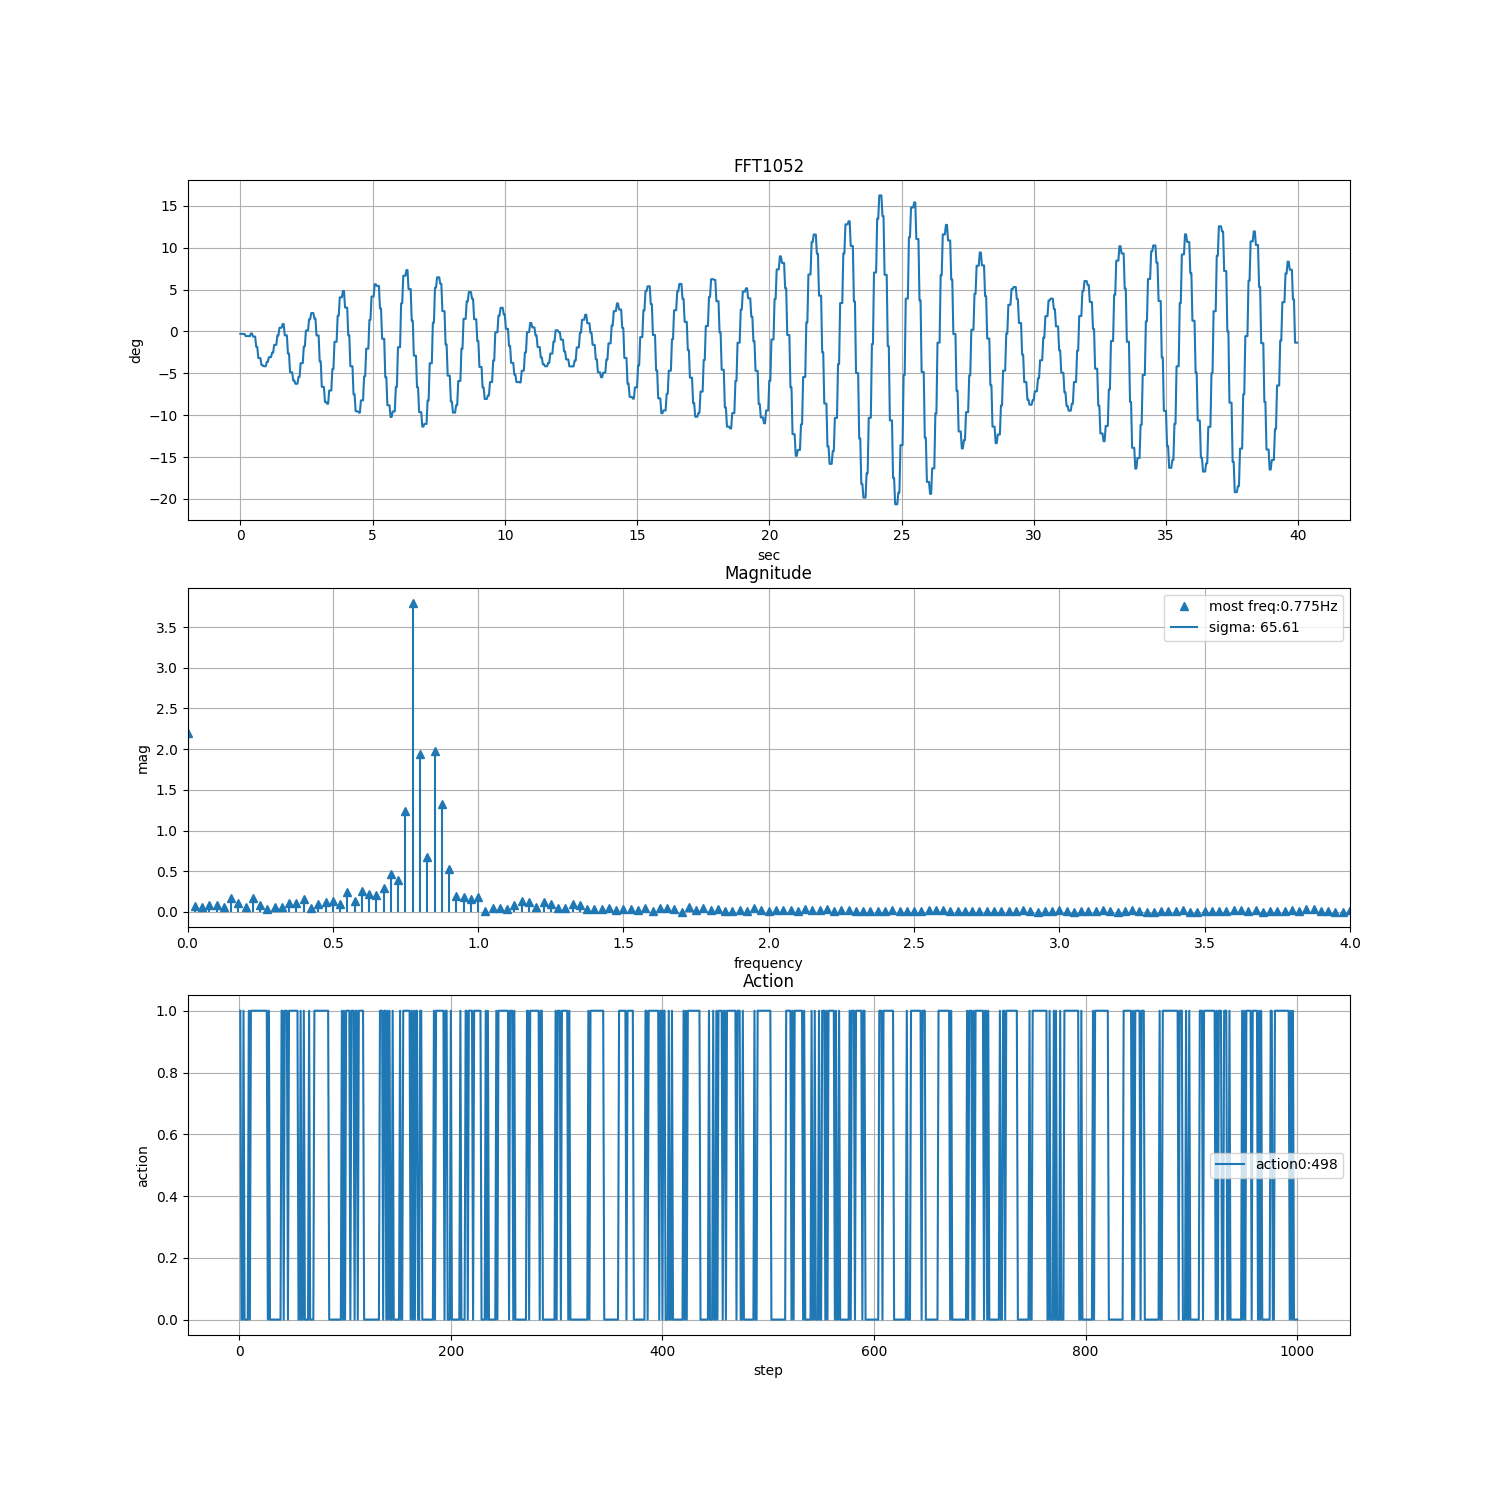 FFT1052
15
10
5
0
−5
−10
−15
−20
deg
0 5 10 15 20 25 30 35 40
sec
Magnitude
most freq:0.775Hz
sigma: 65.61
3.5
3.0
2.5
2.0
1.5
1.0
0.5
0.0
mag
0.0 0.5 1.0 1.5 2.0 2.5 3.0 3.5 4.0
frequency
Action
1.0
0.8
0.6
0.4
0.2
0.0
action
action0:498
0 200 400 600 800 1000
step